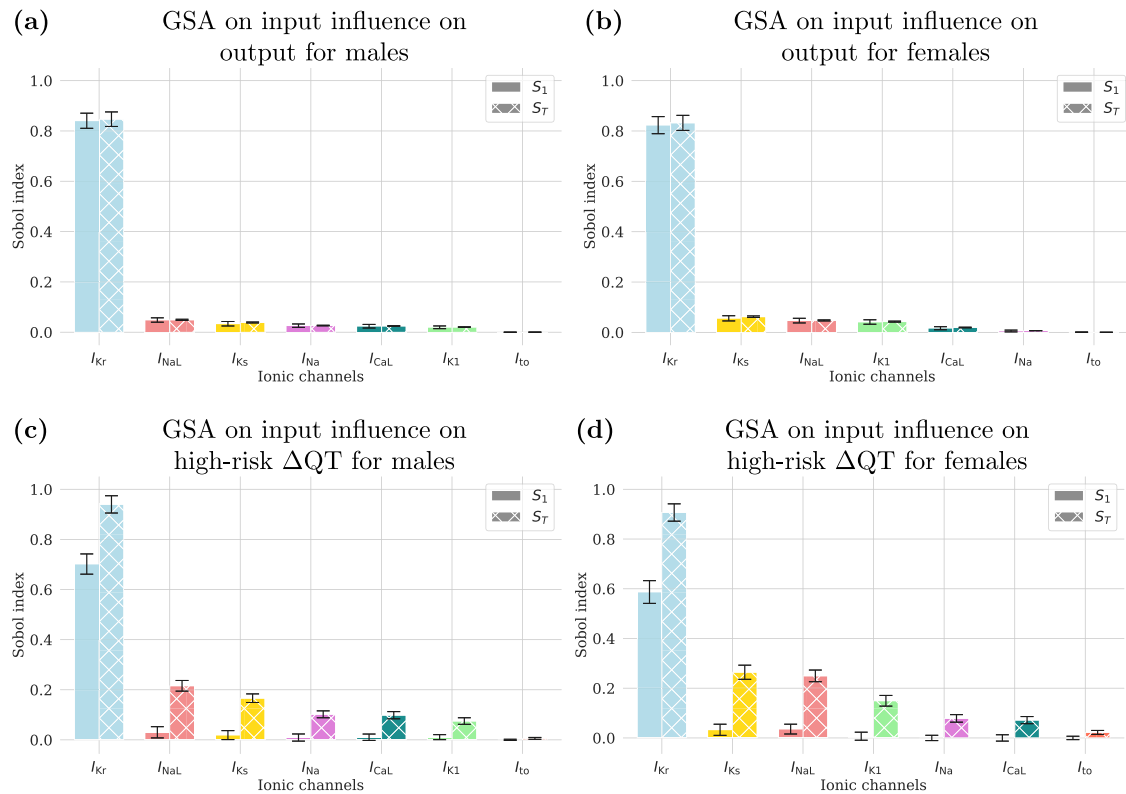 (a) GSA on input influence on
output for males
1.0
0.8
0.6
0.4
0.2
0.0
Sobol index
S1
ST
IKr INaL IKs INa ICaL IK1 Ito
Ionic channels
(b) GSA on input influence on
output for females
1.0
0.8
0.6
0.4
0.2
0.0
Sobol index
S1
ST
IKr IKs INaL IK1 ICaL INa Ito
Ionic channels
(c) GSA on input influence on
high-risk ΔQT for males
1.0
0.8
0.6
0.4
0.2
0.0
Sobol index
S1
ST
IKr INaL IKs INa ICaL IK1 Ito
Ionic channels
(d) GSA on input influence on
high-risk ΔQT for females
1.0
0.8
0.6
0.4
0.2
0.0
Sobol index
S1
ST
IKr IKs INaL IK1 INa ICaL Ito
Ionic channels